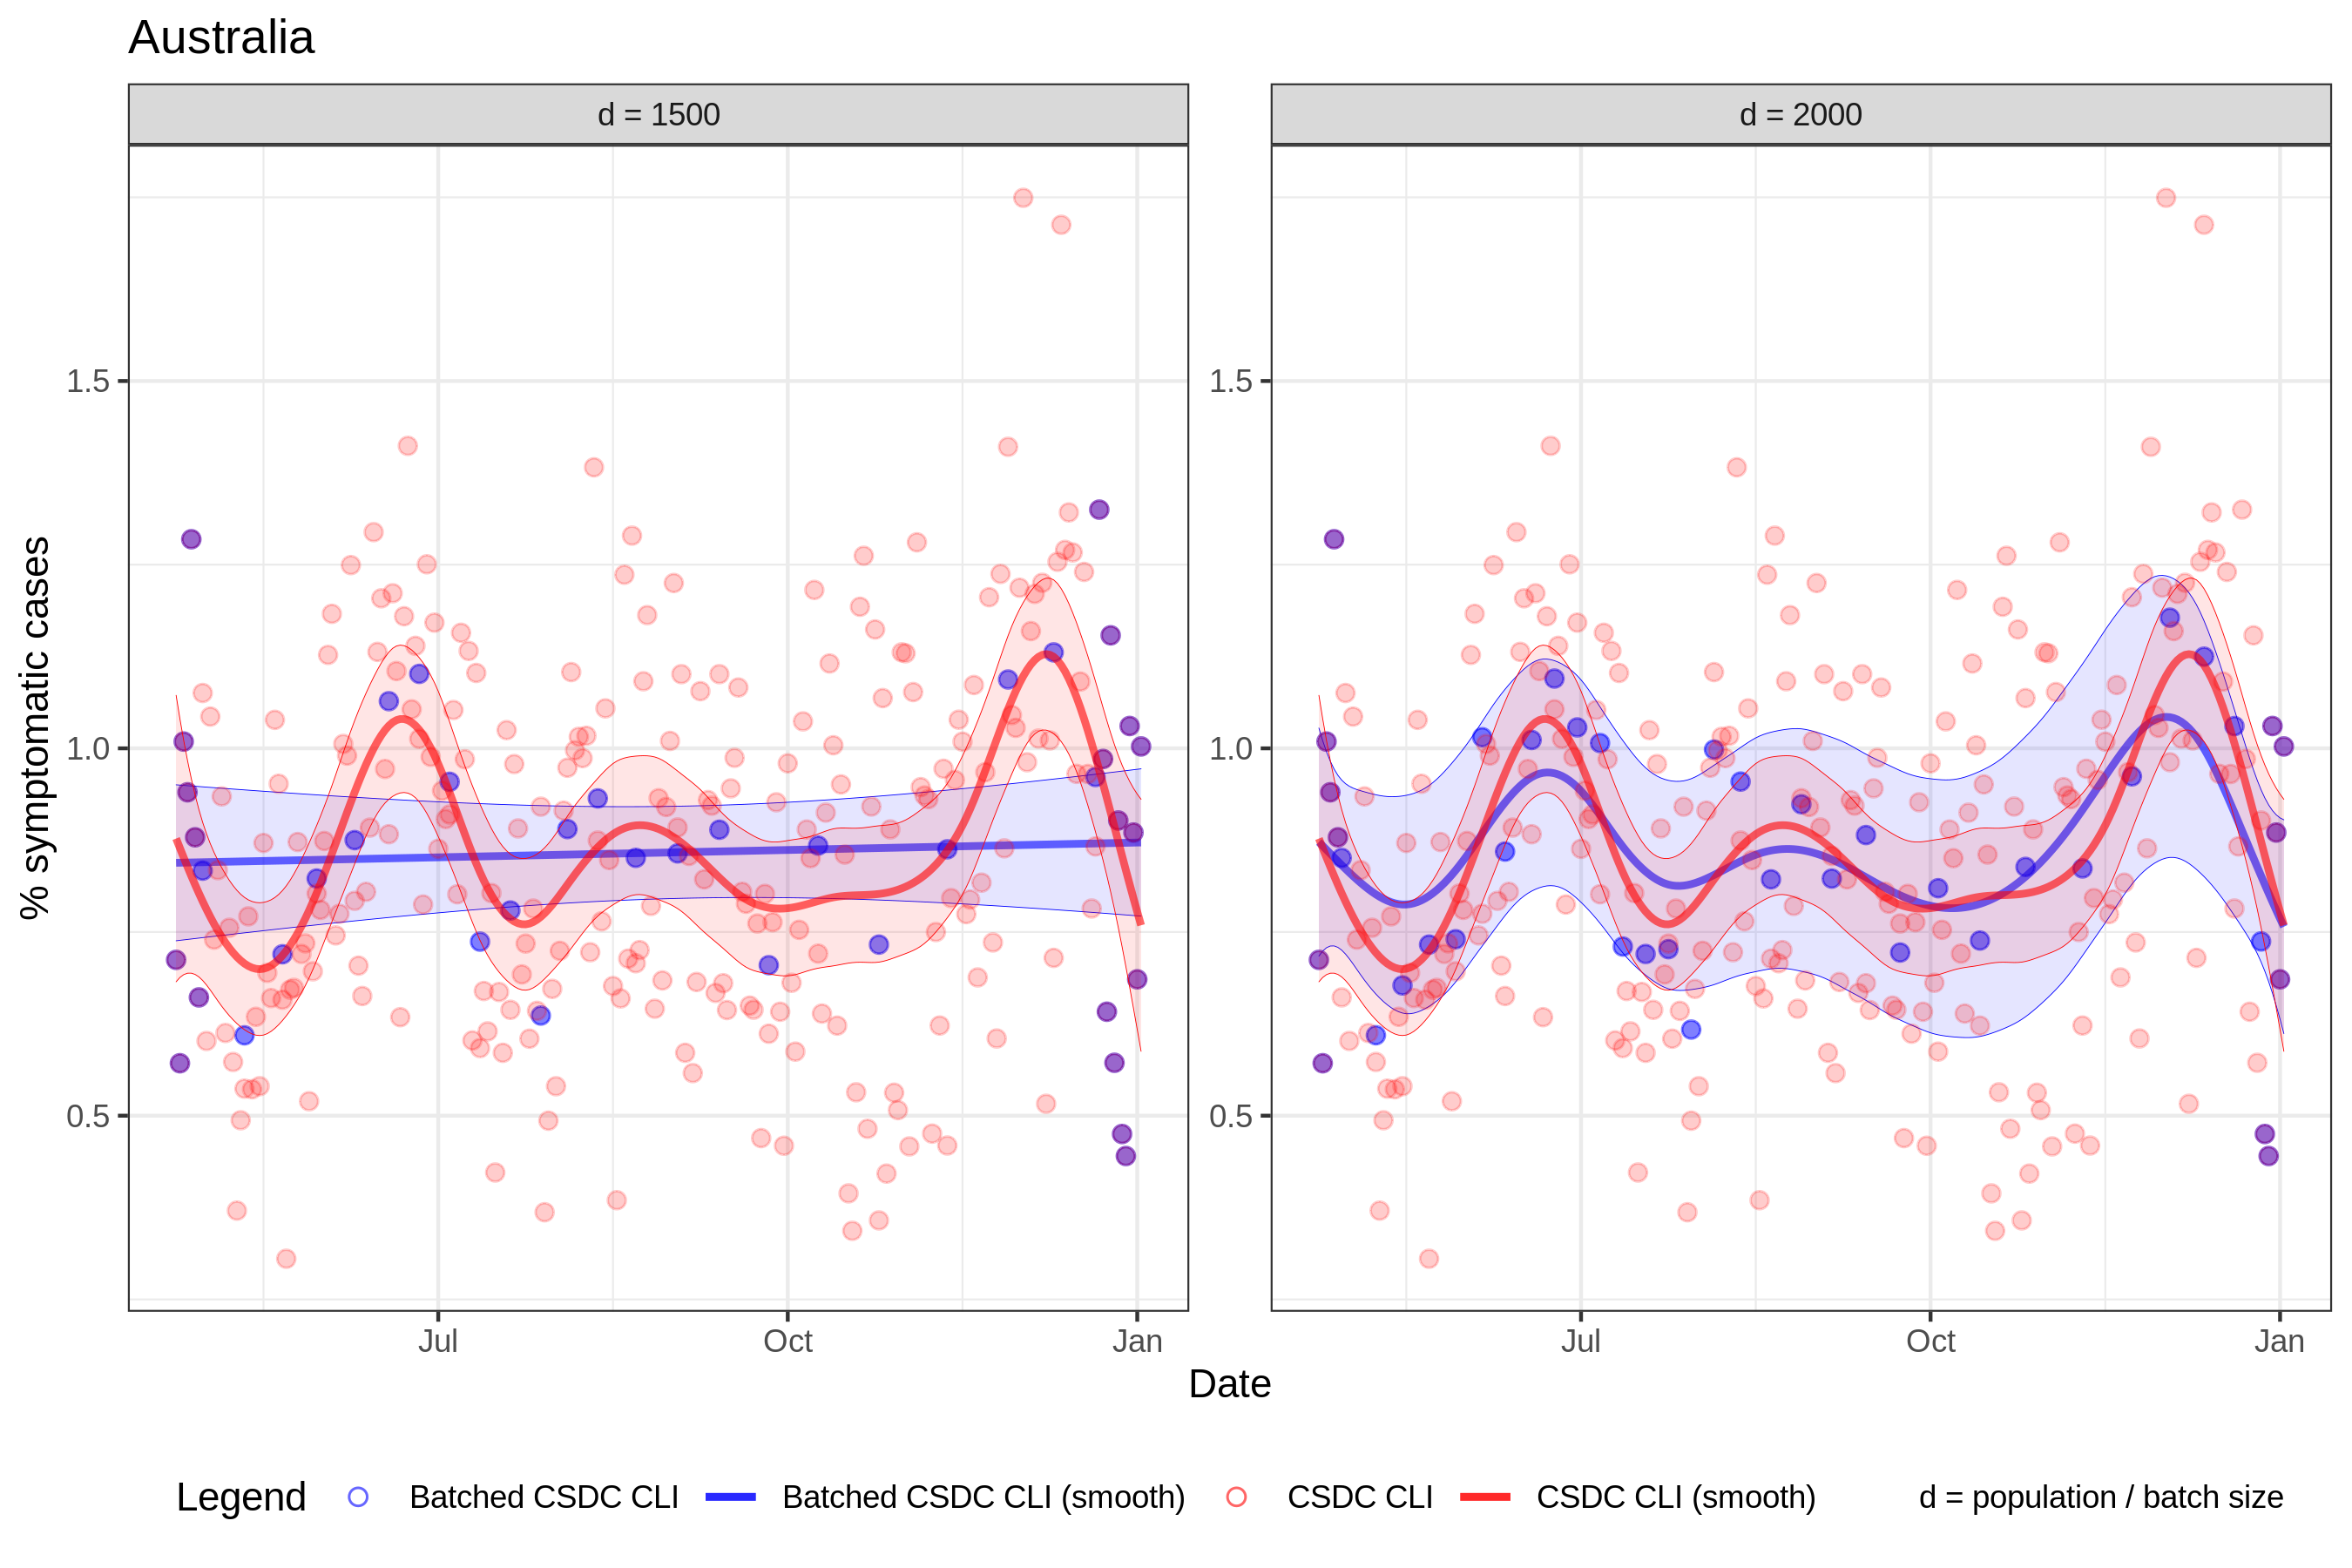 Australia
d = 1500
d = 2000
% symptomatic cases
1.5
1.0
0.5
1.5
1.0
0.5
Jul
Oct
Jan
Jul
Oct
Jan
Date
Legend
Batched CSDC CLI
Batched CSDC CLI (smooth)
CSDC CLI
CSDC CLI (smooth)
d = population / batch size